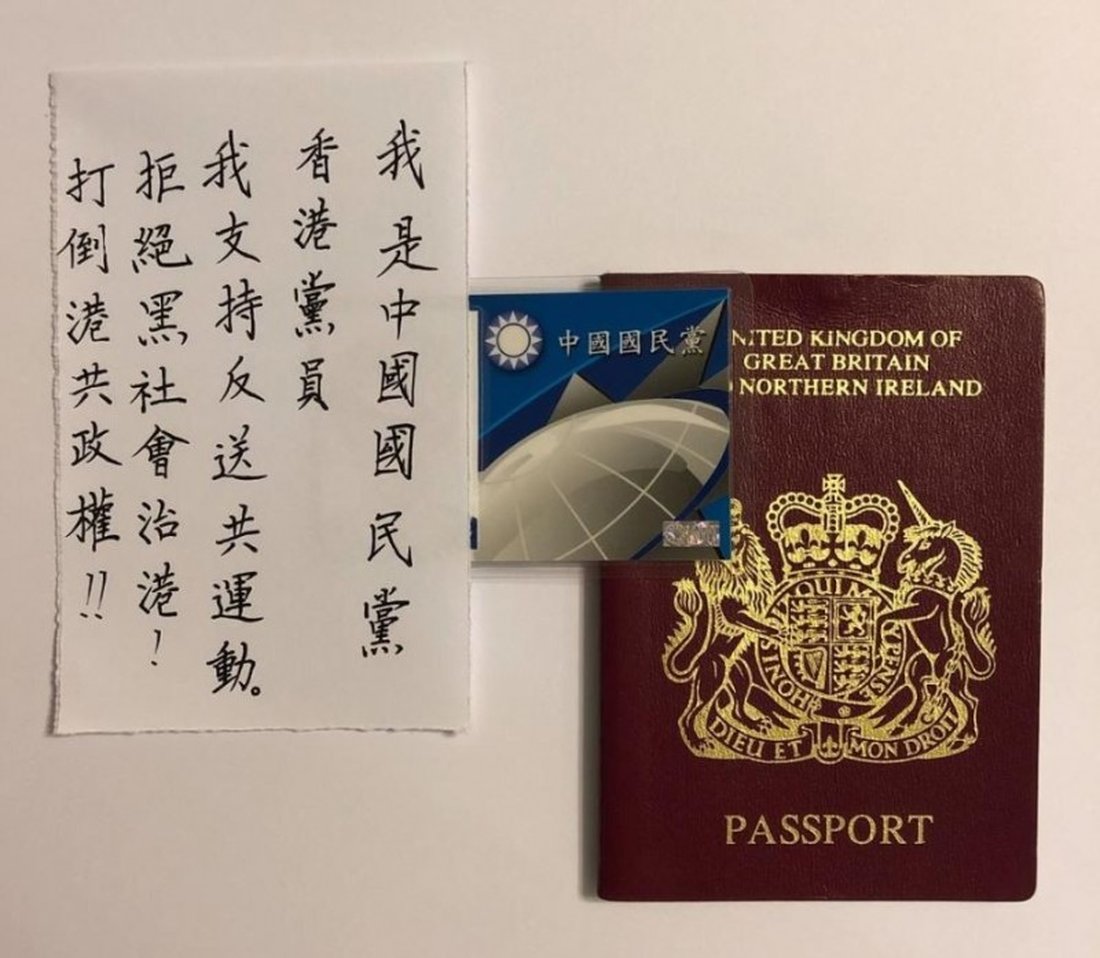 我是中國國民黨
香港黨員
我支持反送共運動。
拒絕黑社會治港！
打倒港共政權！！
中國國民黨
NITED KINGDOM OF
GREAT BRITAIN
NORTHERN IRELAND
DIEU ET MON DROIT
PASSPORT